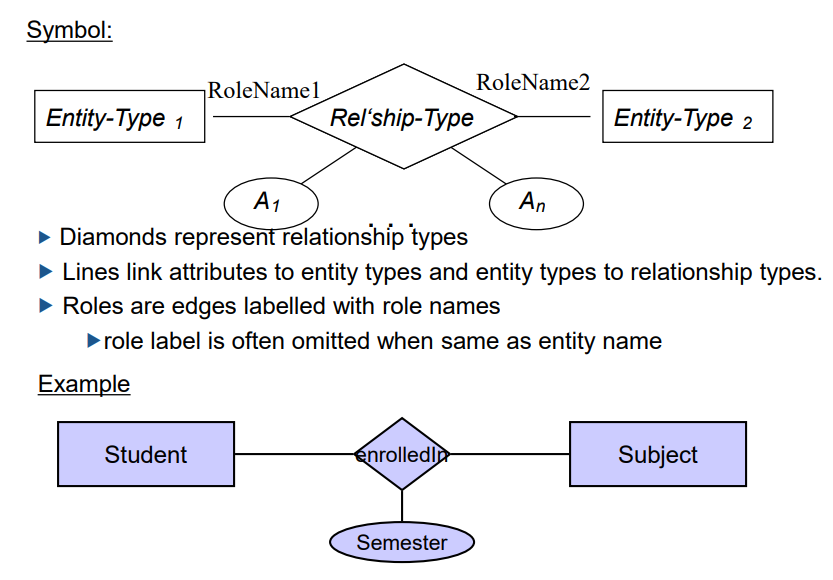 Symbol:
RoleName1
RoleName2
Entity-Type 1
Rel‘ship-Type
Entity-Type 2
A1
. . .
An
Diamonds represent relationship types
Lines link attributes to entity types and entity types to relationship types.
Roles are edges labelled with role names
role label is often omitted when same as entity name
Example
Student
enrolledIn
Subject
Semester